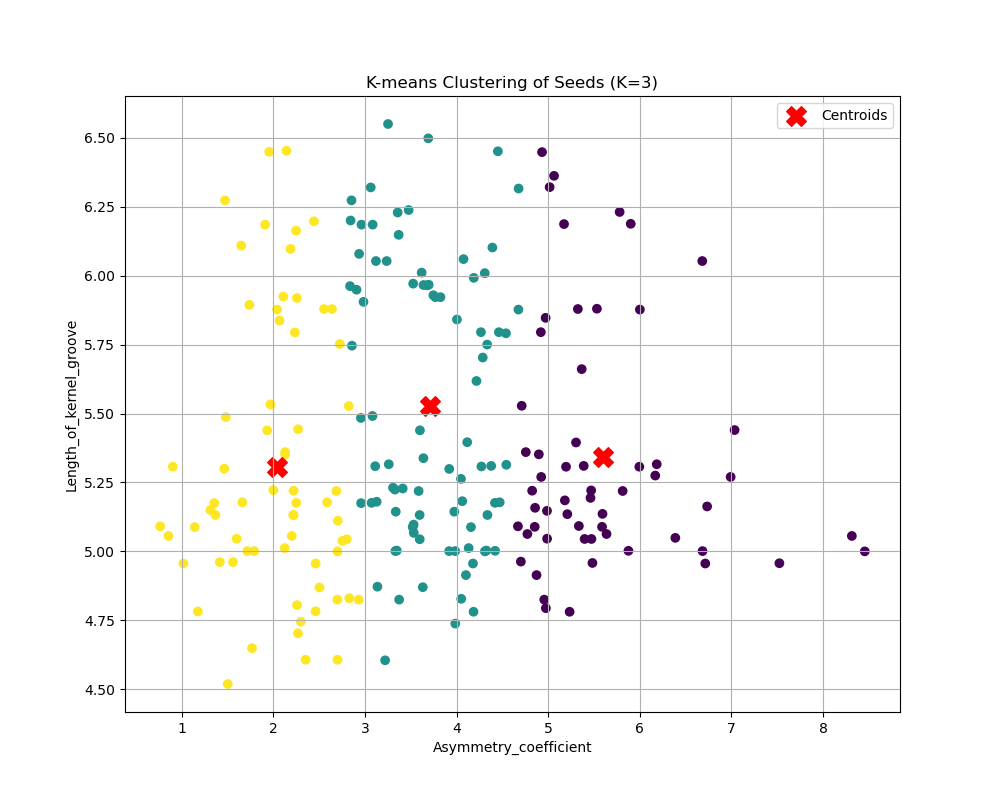 K-means Clustering of Seeds (K=3)
Centroids
6.50
6.25
6.00
5.75
5.50
5.25
5.00
4.75
4.50
Length_of_kernel_groove
1 2 3 4 5 6 7 8
Asymmetry_coefficient